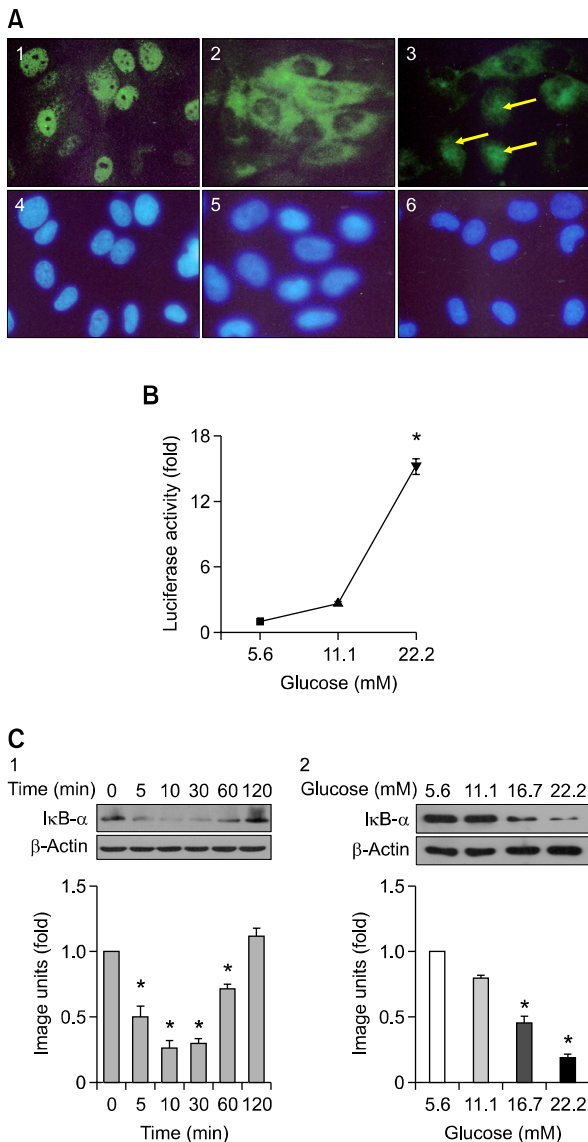 A
1 2 3
4 5 6
B
Luciferase activity (fold)
18
12
6
0
*
5.6 11.1 22.2
Glucose (mM)
C
1
Time (min) 0 5 10 30 60 120
IκB-α
β-Actin
Image units (fold)
1.5
1.0
0.5
0
* * * *
0 5 10 30 60 120
Time (min)
2
Glucose (mM) 5.6 11.1 16.7 22.2
IκB-α
β-Actin
Image units (fold)
1.5
1.0
0.5
0
* *
5.6 11.1 16.7 22.2
Glucose (mM)